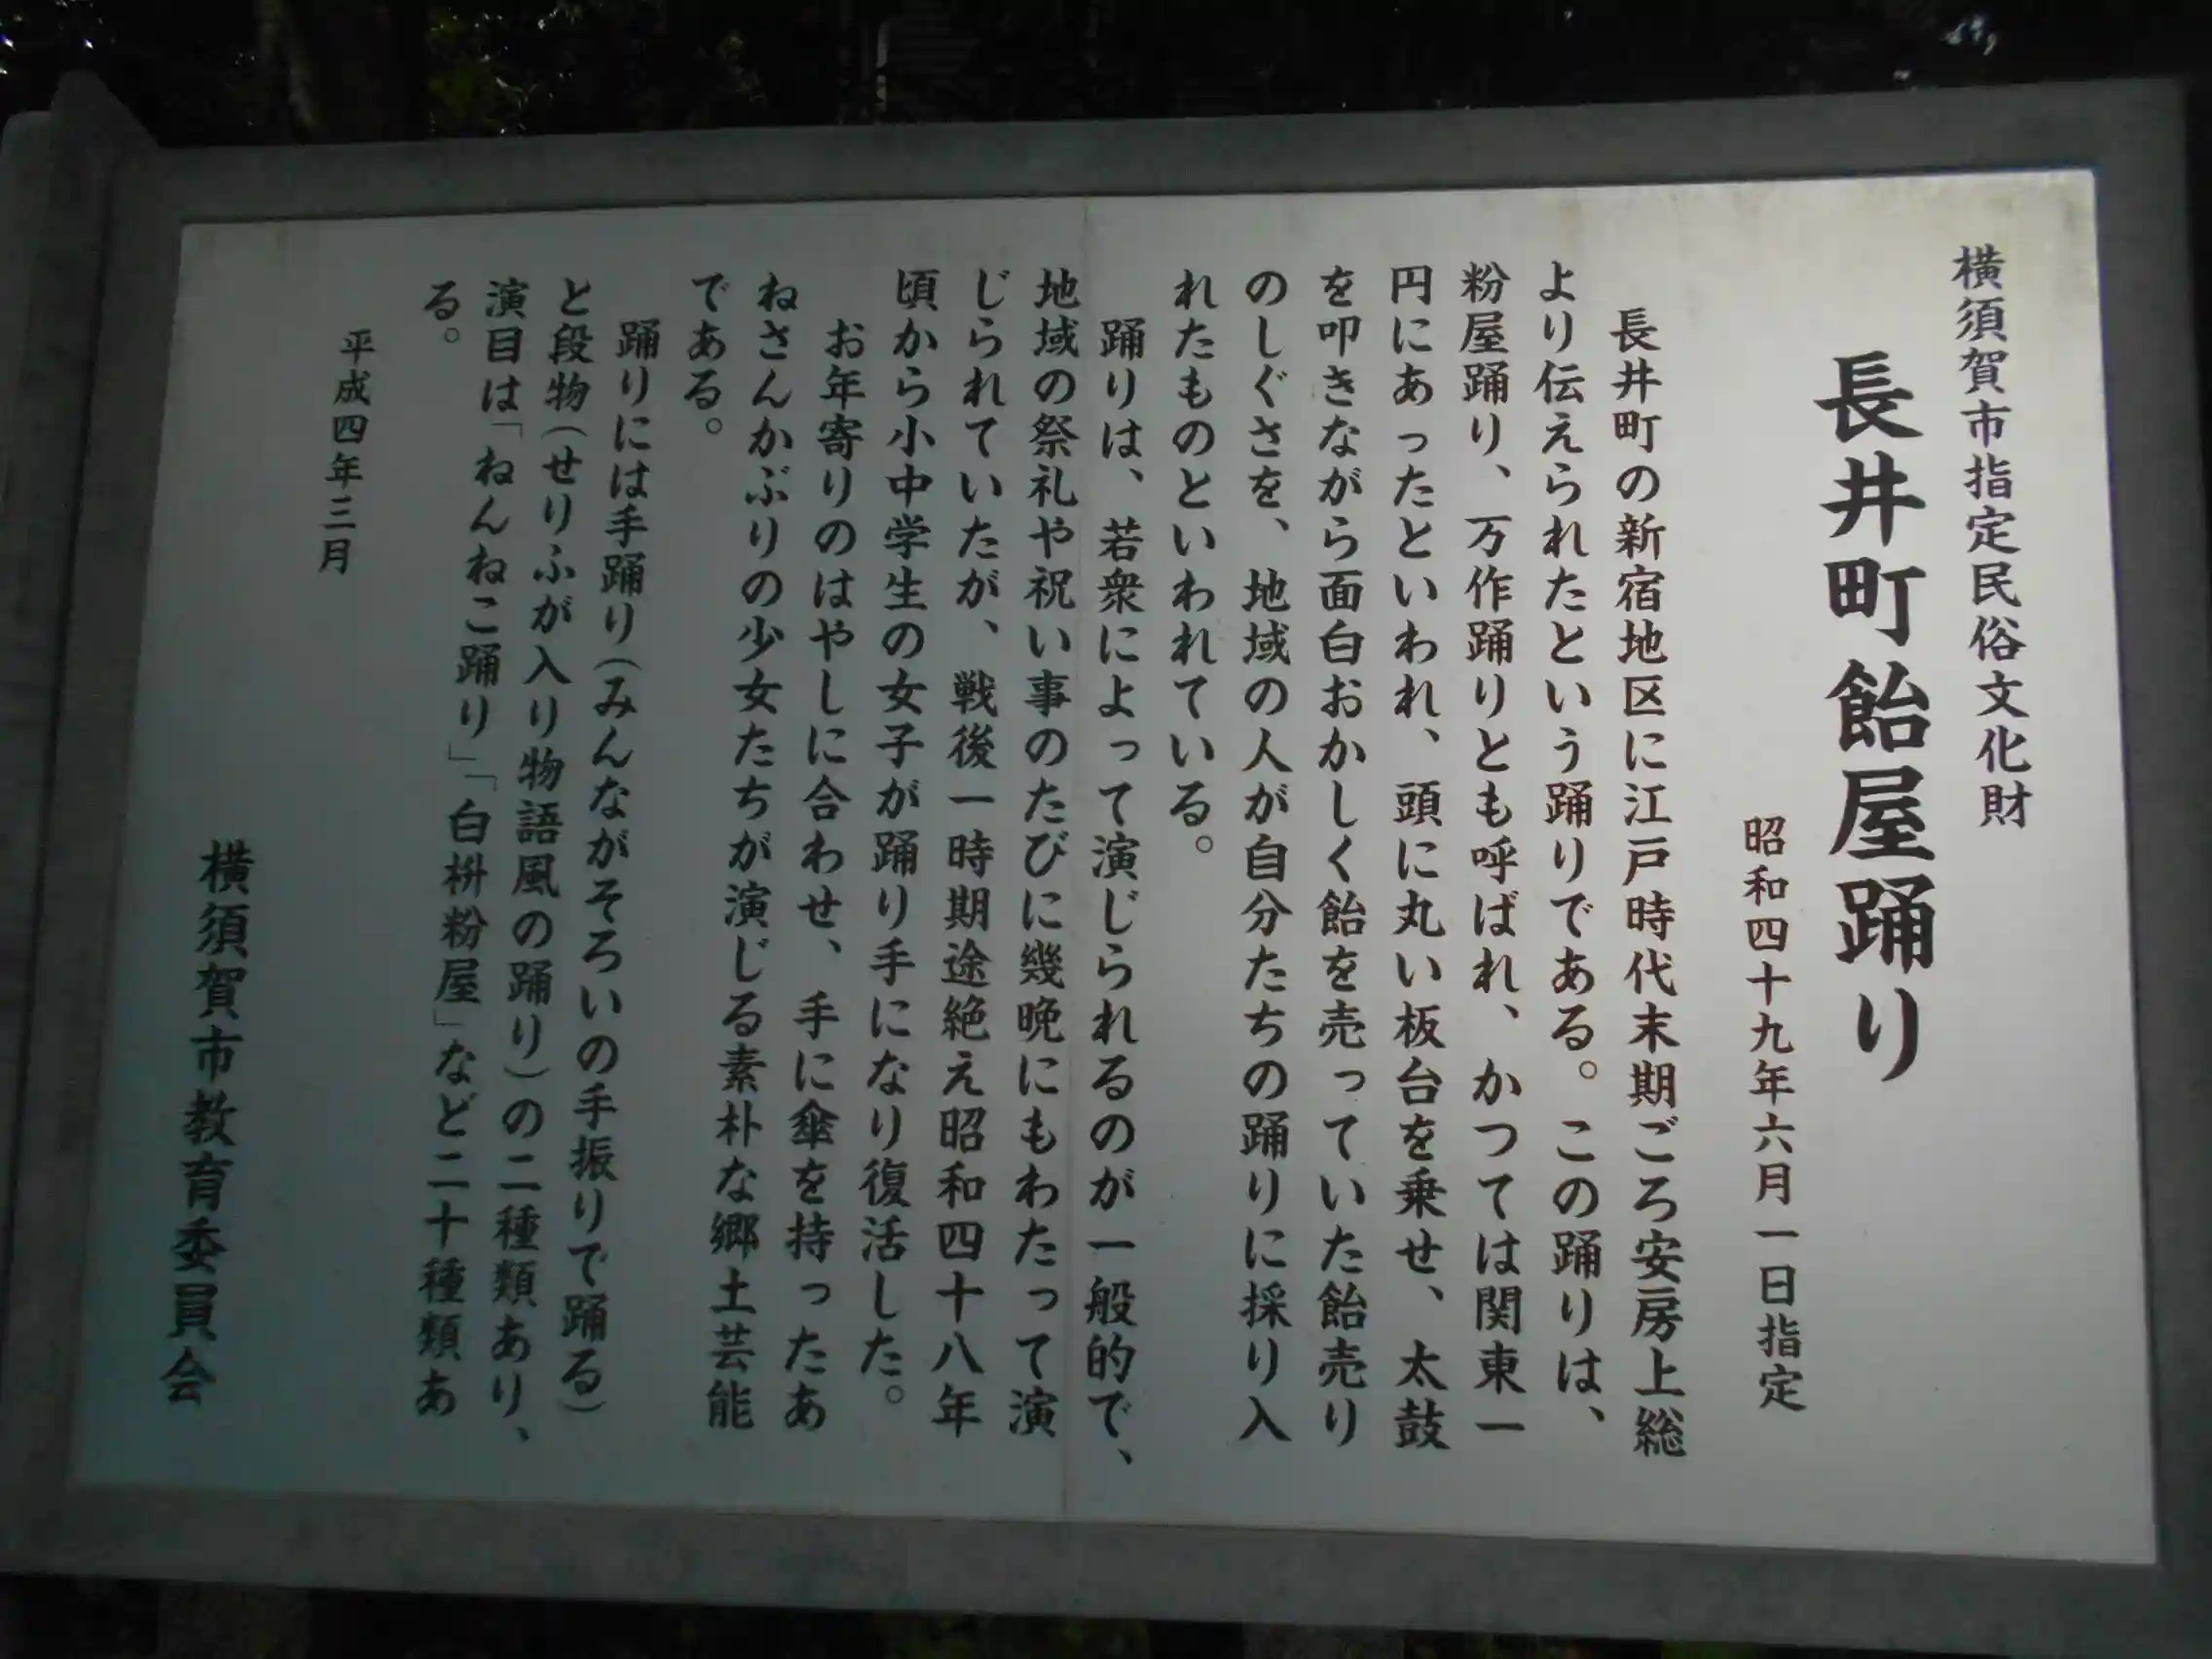 横須賀市指定民俗文化財
長井町飴屋踊り
昭和四十九年六月一日指定
長井町の新宿地区に江戸時代末期ごろ安房上総
より伝えられたという踊りである。この踊りは、
粉屋踊り、万作踊りとも呼ばれ、かつては関東一
円にあったといわれ、頭に丸い板台を乗せ、太鼓
を叩きながら面白おかしく飴を売っていた飴売り
のしぐさを、地域の人が自分たちの踊りに採り入
れたものといわれている。
踊りは、若衆によって演じられるのが一般的で、
地域の祭礼や祝い事のたびに幾晩にもわたって演
じられていたが、戦後一時期途絶え昭和四十八年
頃から小中学生の女子が踊り手になり復活した。
お年寄りのはやしに合わせ、手に傘を持ったあ
ねさんかぶりの少女たちが演じる素朴な郷土芸能
である。
踊りには手踊り(みんながそろいの手振りで踊る)
と段物(せりふが入り物語風の踊り)の二種類あり、
演目は「ねんねこ踊り」「白枡粉屋」など二十種類あ
る。
平成四年三月
横須賀市教育委員会